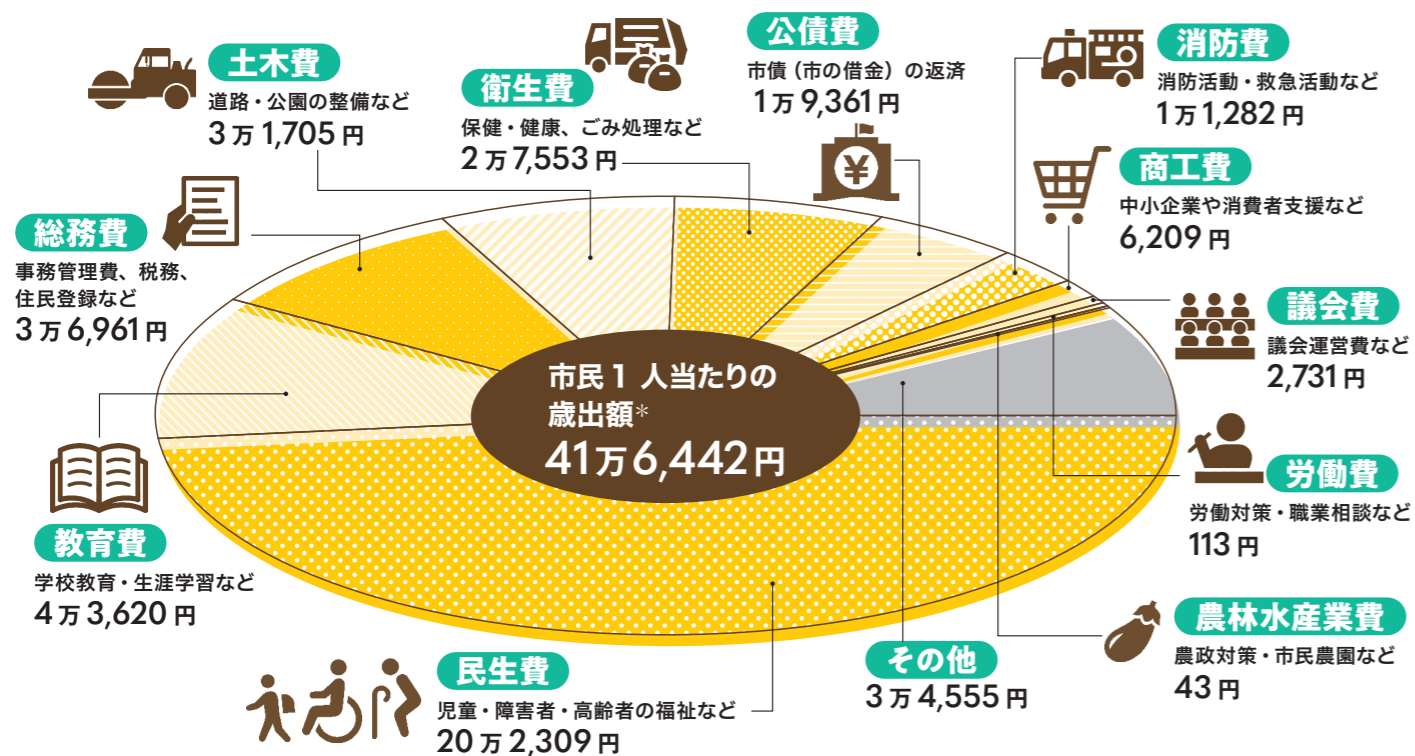 土木費
道路・公園の整備など
3万1,705円
衛生費
保健・健康、ごみ処理など
2万7,553円
公債費
市債（市の借金）の返済
1万9,361円
¥
消防費
消防活動・救急活動など
1万1,282円
商工費
中小企業や消費者支援など
6,209円
総務費
事務管理費、税務、
住民登録など
3万6,961円
議会費
議会運営費など
2,731円
市民1人当たりの
歳出額*
41万6,442円
労働費
労働対策・職業相談など
113円
教育費
学校教育・生涯学習など
4万3,620円
農林水産業費
農政対策・市民農園など
43円
その他
3万4,555円
民生費
児童・障害者・高齢者の福祉など
20万2,309円